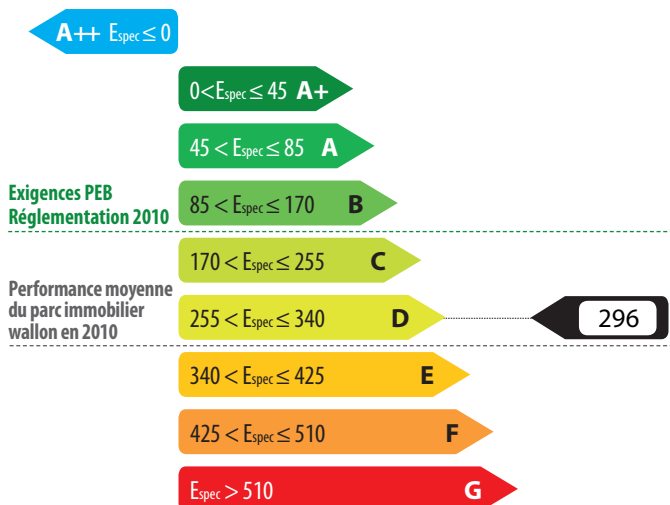 A++ Espec ≤ 0
0<Espec ≤ 45 A+
45 < Espec ≤ 85 A
Exigences PEB
Réglementation 2010
85 < Espec ≤ 170 B
170 < Espec ≤ 255 C
Performance moyenne
du parc immobilier
wallon en 2010
255 < Espec ≤ 340 D
296
340 < Espec ≤ 425 E
425 < Espec ≤ 510 F
Espec > 510 G